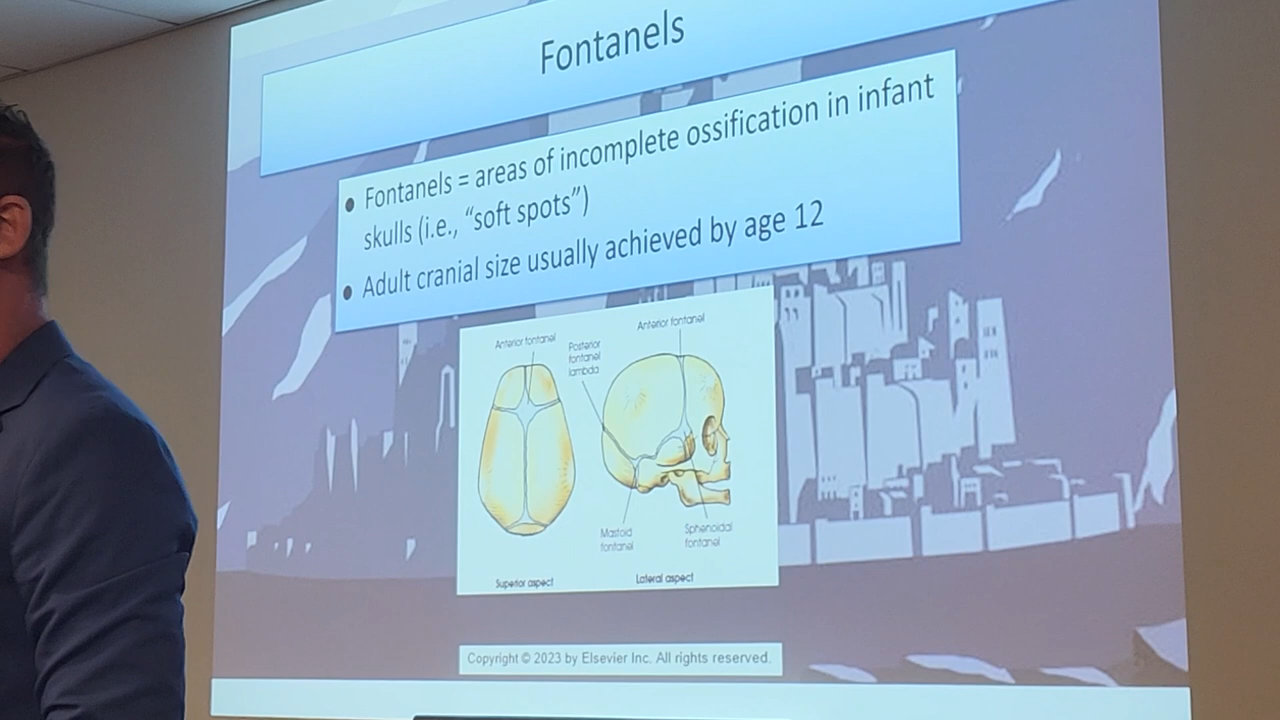 Fontanels
● Fontanels = areas of incomplete ossification in infant
skulls (i.e., “soft spots”)
● Adult cranial size usually achieved by age 12
Anterior fontanel
Posterior
fontanel
lambda
Anterior fontanel
Mastoid
fontanel
Sphenoidal
fontanel
Superior aspect
Lateral aspect
Copyright © 2023 by Elsevier Inc. All rights reserved.